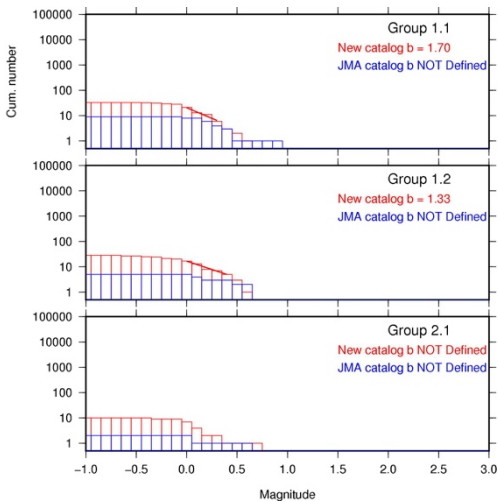 Cum. number
100000
10000
1000
100
10
1
Group 1.1
New catalog b = 1.70
JMA catalog b NOT Defined
100000
10000
1000
100
10
1
Group 1.2
New catalog b = 1.33
JMA catalog b NOT Defined
100000
10000
1000
100
10
1
Group 2.1
New catalog b NOT Defined
JMA catalog b NOT Defined
−1.0 −0.5 0.0 0.5 1.0 1.5 2.0 2.5 3.0
Magnitude